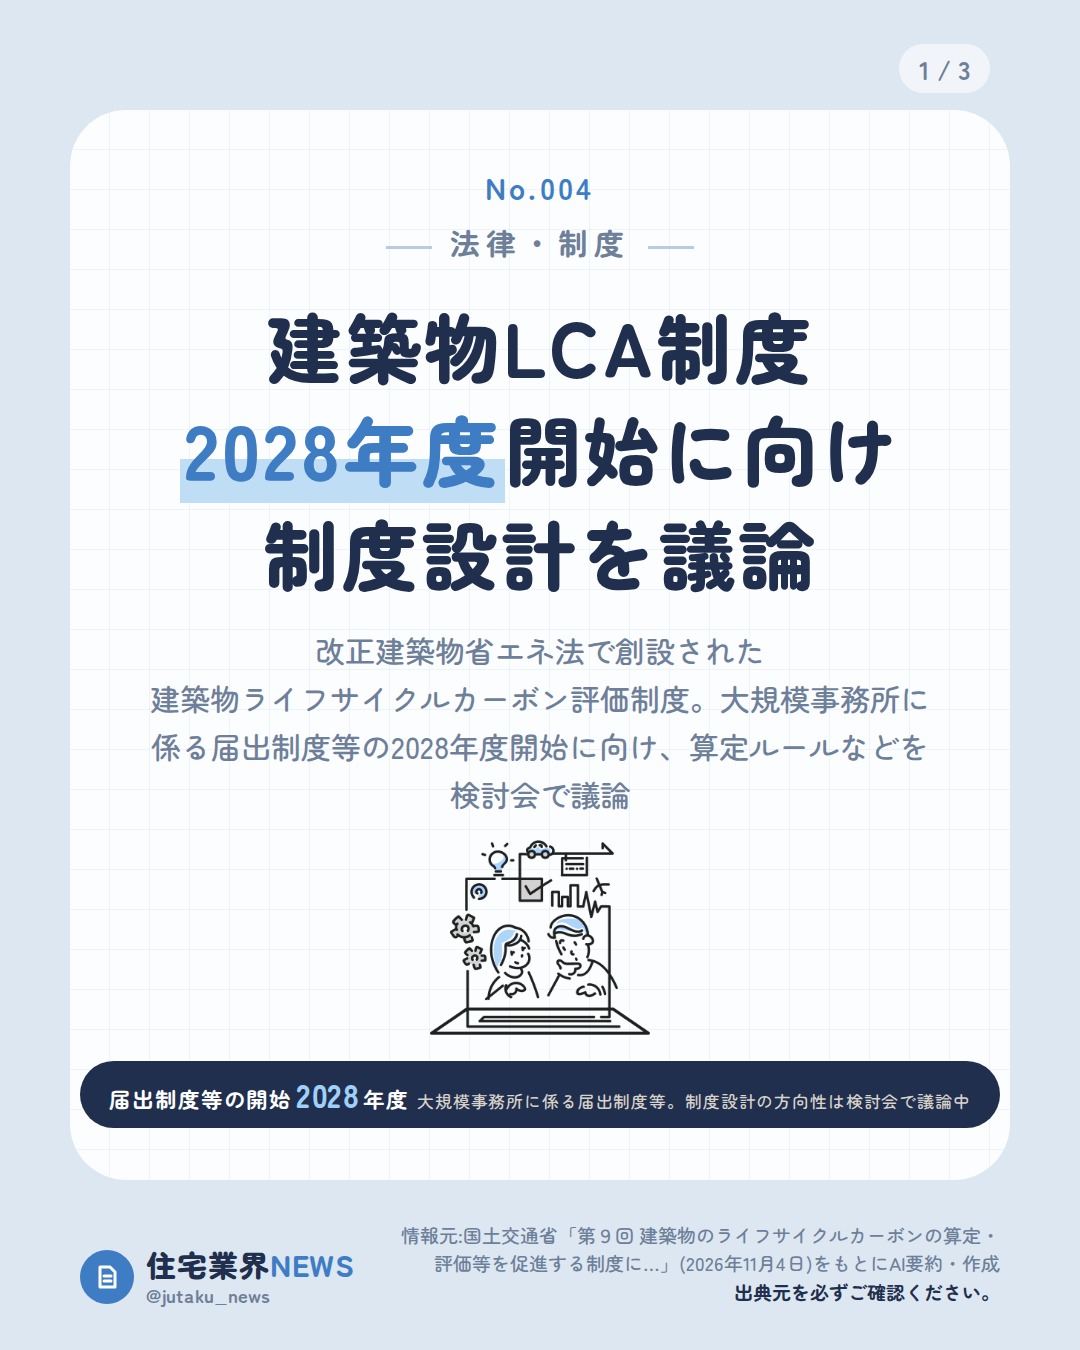 1 / 3
No.004
法律・制度
建築物LCA制度
2028年度開始に向け
制度設計を議論
改正建築物省エネ法で創設された
建築物ライフサイクルカーボン評価制度。大規模事務所に
係る届出制度等の2028年度開始に向け、算定ルールなどを
検討会で議論
届出制度等の開始 2028 年度 大規模事務所に係る届出制度等。制度設計の方向性は検討会で議論中
住宅業界NEWS
@jutaku_news
情報元:国土交通省「第９回 建築物のライフサイクルカーボンの算定・
評価等を促進する制度に…」(2026年11月4日)をもとにAI要約・作成
出典元を必ずご確認ください。